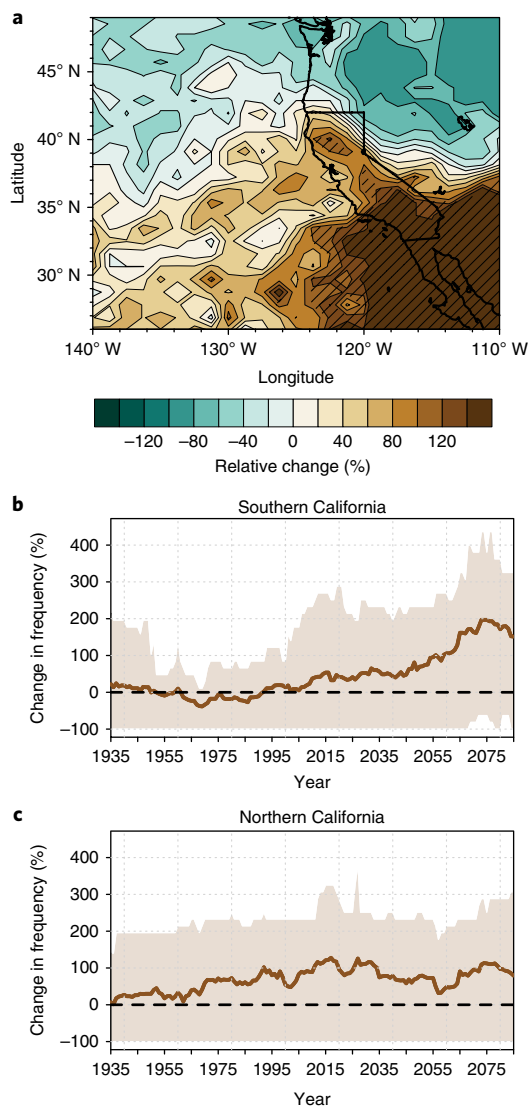 a
45° N
40° N
35° N
30° N
Latitude
140° W 130° W 120° W 110° W
Longitude
−120 −80 −40 0 40 80 120
Relative change (%)
b
Southern California
400
300
200
100
0
−100
Change in frequency (%)
1935 1955 1975 1995 2015 2035 2055 2075
Year
c
Northern California
400
300
200
100
0
−100
Change in frequency (%)
1935 1955 1975 1995 2015 2035 2055 2075
Year